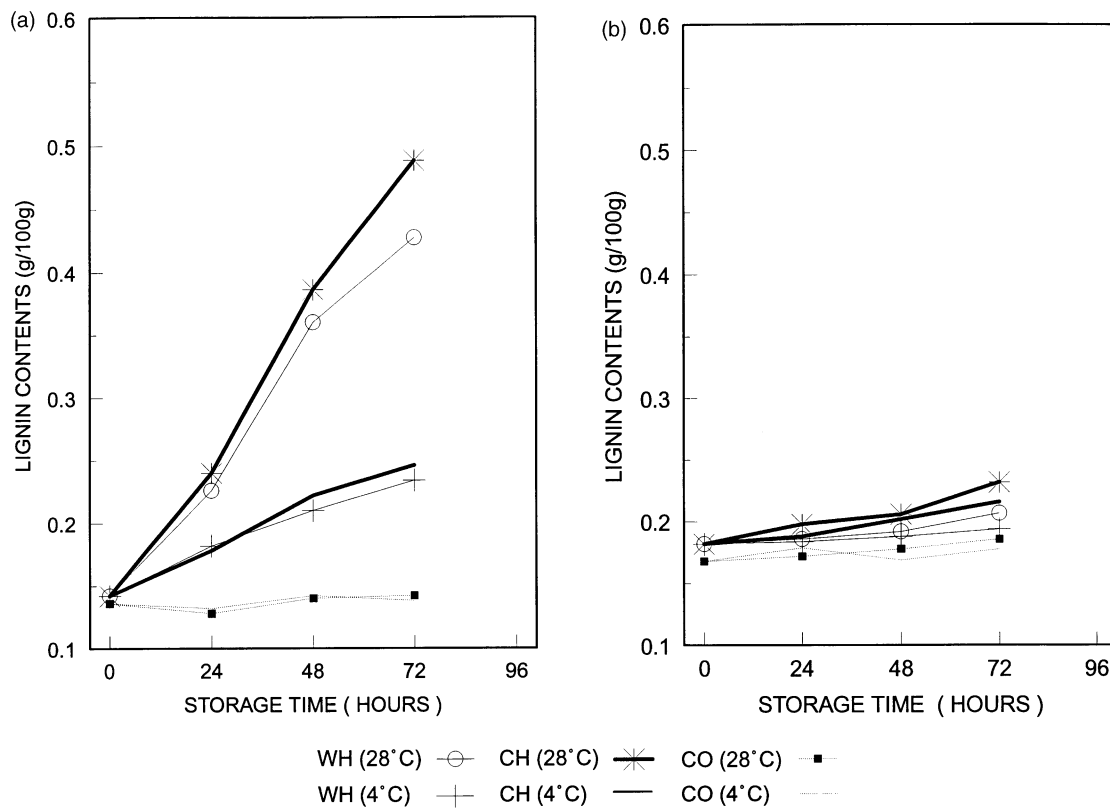 (a)
0.6
0.5
0.4
0.3
0.2
0.1
LIGNIN CONTENTS (g/100g)
0 24 48 72 96
STORAGE TIME ( HOURS )
(b)
0.6
0.5
0.4
0.3
0.2
0.1
LIGNIN CONTENTS (g/100g)
0 24 48 72 96
STORAGE TIME ( HOURS )
WH (28˚C) CH (28˚C) CO (28˚C)
WH (4˚C) CH (4˚C) CO (4˚C)